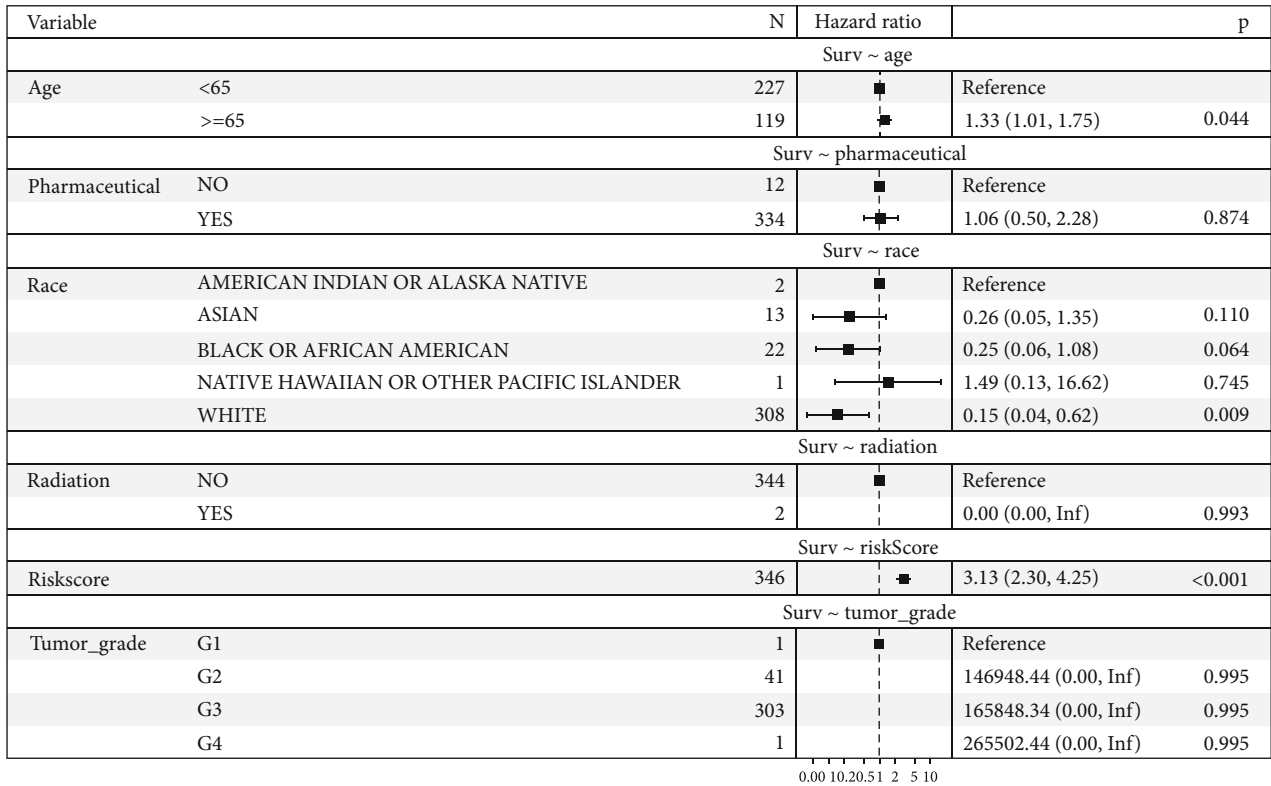 Variable N Hazard ratio p
Surv ~ age
Age <65 227 Reference
>=65 119 1.33 (1.01, 1.75) 0.044
Surv ~ pharmaceutical
Pharmaceutical NO 12 Reference
YES 334 1.06 (0.50, 2.28) 0.874
Surv ~ race
Race AMERICAN INDIAN OR ALASKA NATIVE 2 Reference
ASIAN 13 0.26 (0.05, 1.35) 0.110
BLACK OR AFRICAN AMERICAN 22 0.25 (0.06, 1.08) 0.064
NATIVE HAWAIIAN OR OTHER PACIFIC ISLANDER 1 1.49 (0.13, 16.62) 0.745
WHITE 308 0.15 (0.04, 0.62) 0.009
Surv ~ radiation
Radiation NO 344 Reference
YES 2 0.00 (0.00, Inf) 0.993
Surv ~ riskScore
Riskscore 346 3.13 (2.30, 4.25) <0.001
Surv ~ tumor_grade
Tumor_grade G1 1 Reference
G2 41 146948.44 (0.00, Inf) 0.995
G3 303 165848.34 (0.00, Inf) 0.995
G4 1 265502.44 (0.00, Inf) 0.995
0.00 10.20.51 2 5 10